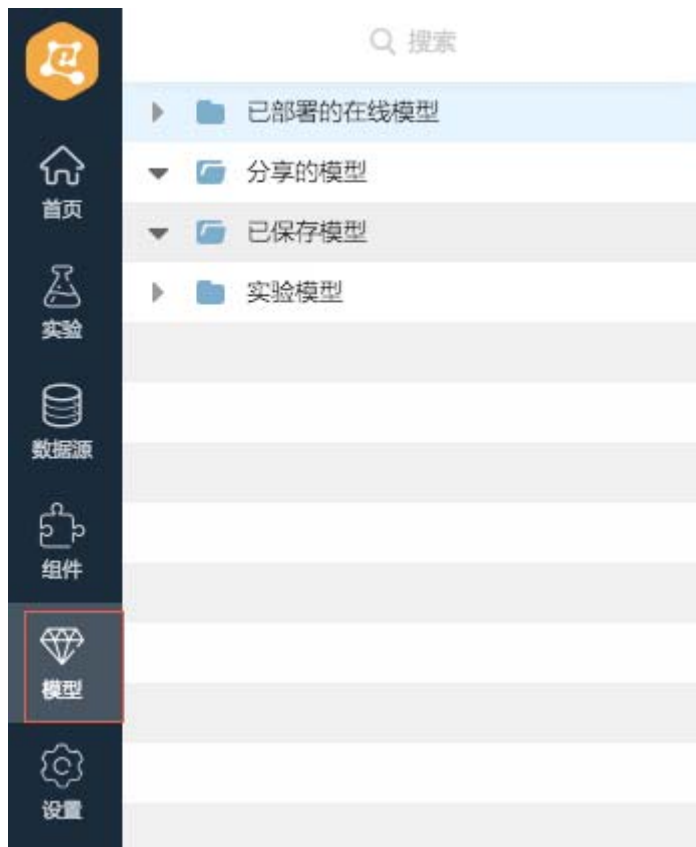 搜索
已部署的在线模型
分享的模型
已保存模型
实验模型
首页
实验
数据源
组件
模型
设置